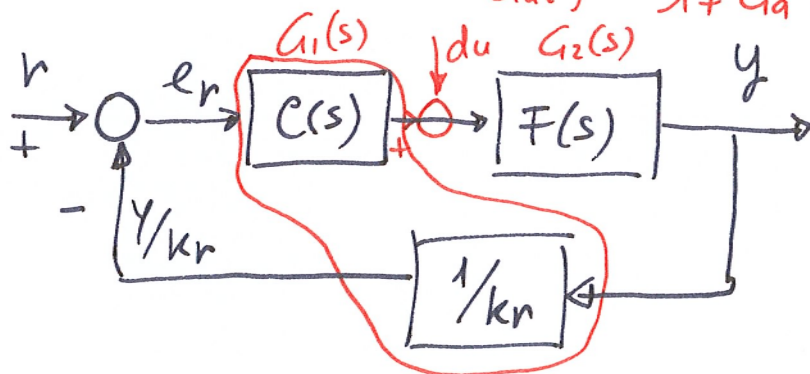 G₁(s) du G₂(s)
r eᵣ C(s) F(s) y
+ +
- Y/kr
1/kr